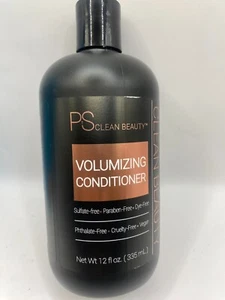 PS CLEAN BEAUTY™
VOLUMIZING
CONDITIONER
Sulfate-free • Paraben-Free • Dye-Free
Phthalate-Free • Cruelty-Free • Vegan
Net Wt 12 fl oz. ( 335 mL )
CLEAN BEAUTY